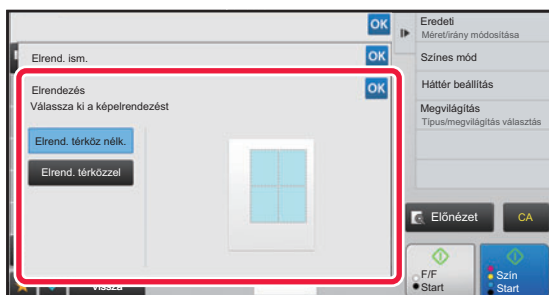 OK
Elrend. ism.
OK
Elrendezés
OK
Válassza ki a képelrendezést
Elrend. térköz nélk.
Elrend. térközzel
Vissza
Eredeti
Méret/irány módosítása
Színes mód
Háttér beállítás
Megvilágítás
Típus/megvilágítás választás
Előnézet
CA
F/F
Start
Szín
Start